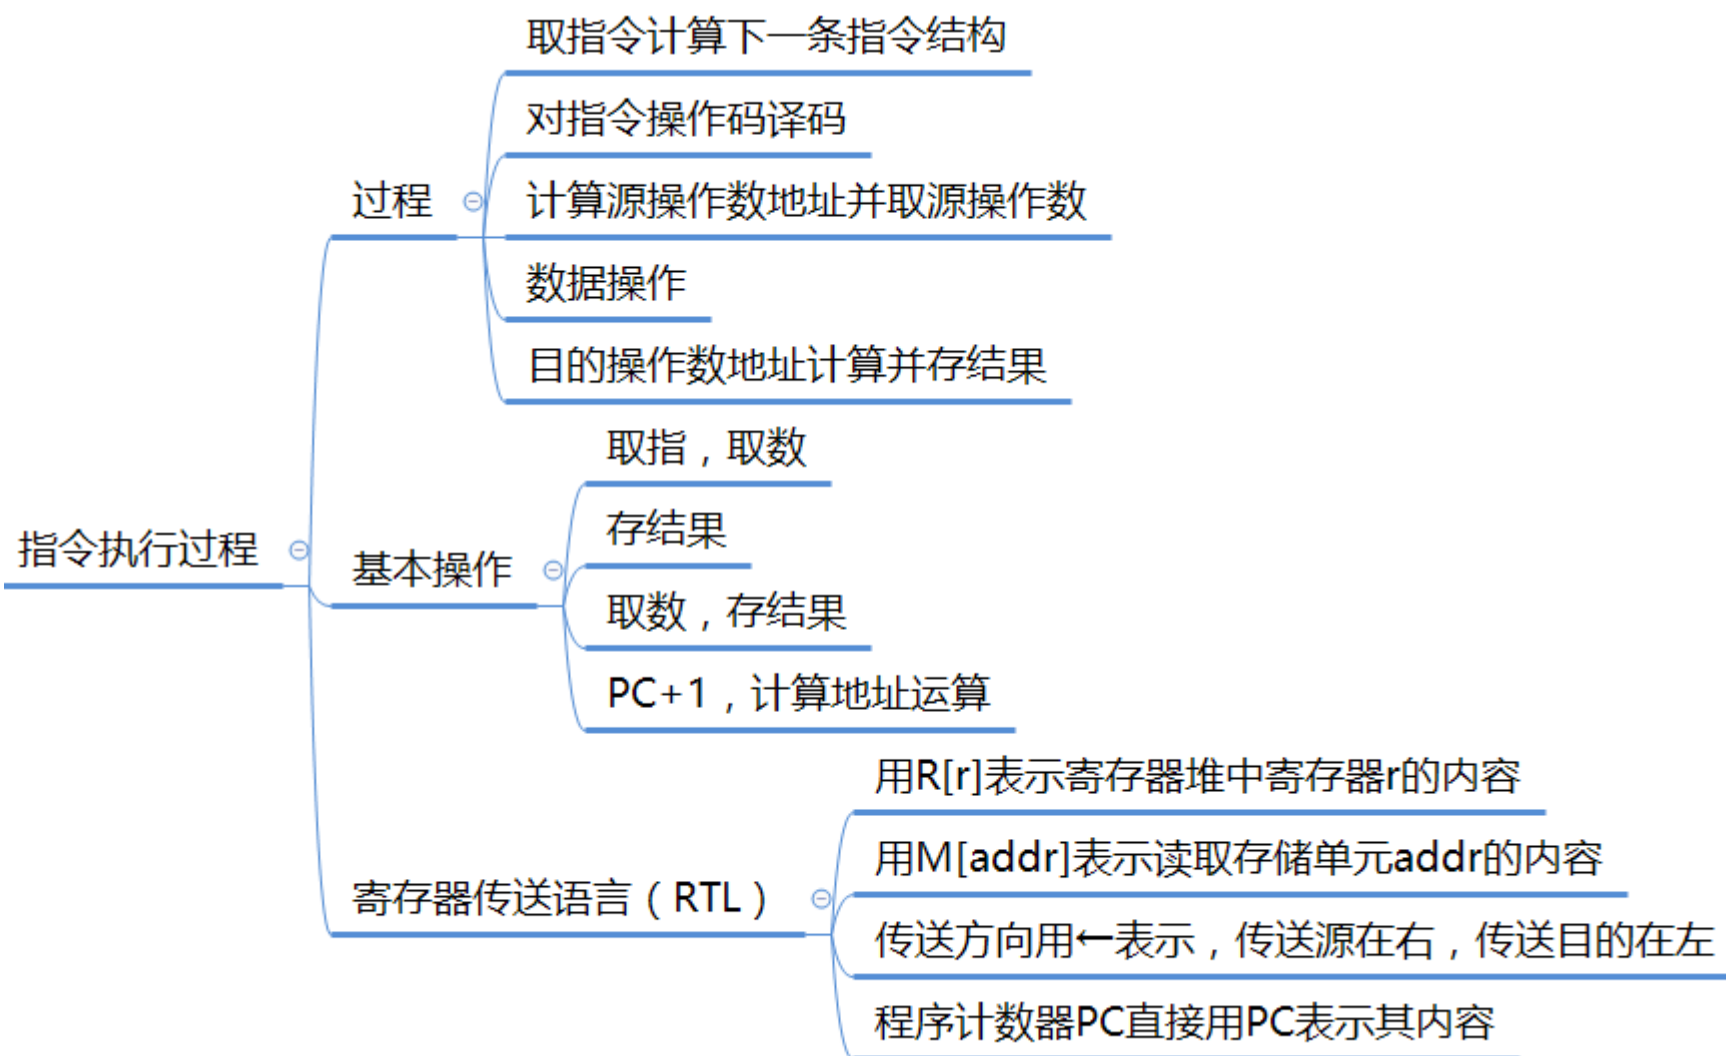 取指令计算下一条指令结构
对指令操作码译码
过程
计算源操作数地址并取源操作数
数据操作
目的操作数地址计算并存结果
取指，取数
存结果
指令执行过程
基本操作
取数，存结果
PC+1，计算地址运算
用R[r]表示寄存器堆中寄存器r的内容
用M[addr]表示读取存储单元addr的内容
寄存器传送语言（RTL）
传送方向用←表示，传送源在右，传送目的在左
程序计数器PC直接用PC表示其内容